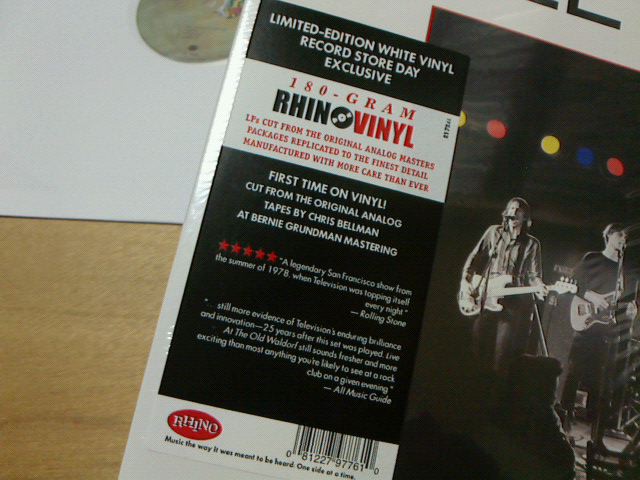 LIMITED-EDITION WHITE VINYL
RECORD STORE DAY
EXCLUSIVE
180-GRAM
RHINO VINYL
LPs CUT FROM THE ORIGINAL ANALOG MASTERS
PACKAGES REPLICATED TO THE FINEST DETAIL
MANUFACTURED WITH MORE CARE THAN EVER
FIRST TIME ON VINYL!
CUT FROM THE ORIGINAL ANALOG
TAPES BY CHRIS BELLMAN
AT BERNIE GRUNDMAN MASTERING
★★★★★ "A legendary San Francisco show from
the summer of 1978, when Television was topping itself
every night"
— Rolling Stone
"... still more evidence of Television's enduring brilliance
and innovation—25 years after this set was played Live
At The Old Waldorf still sounds fresher and more
exciting than most anything you're likely to see at a rock
club on a given evening"
— All Music Guide
RHINO
Music the way it was meant to be heard: One side at a time.
0 81227 97761 0